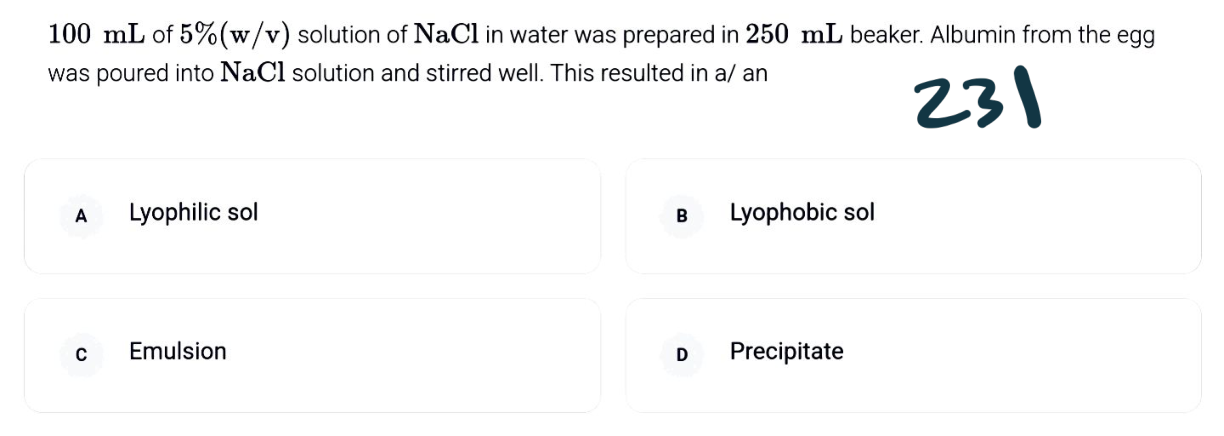 100 mL of 5%(w/v) solution of NaCl in water was prepared in 250 mL beaker. Albumin from the egg
was poured into NaCl solution and stirred well. This resulted in a/ an
231
A Lyophilic sol
B Lyophobic sol
C Emulsion
D Precipitate